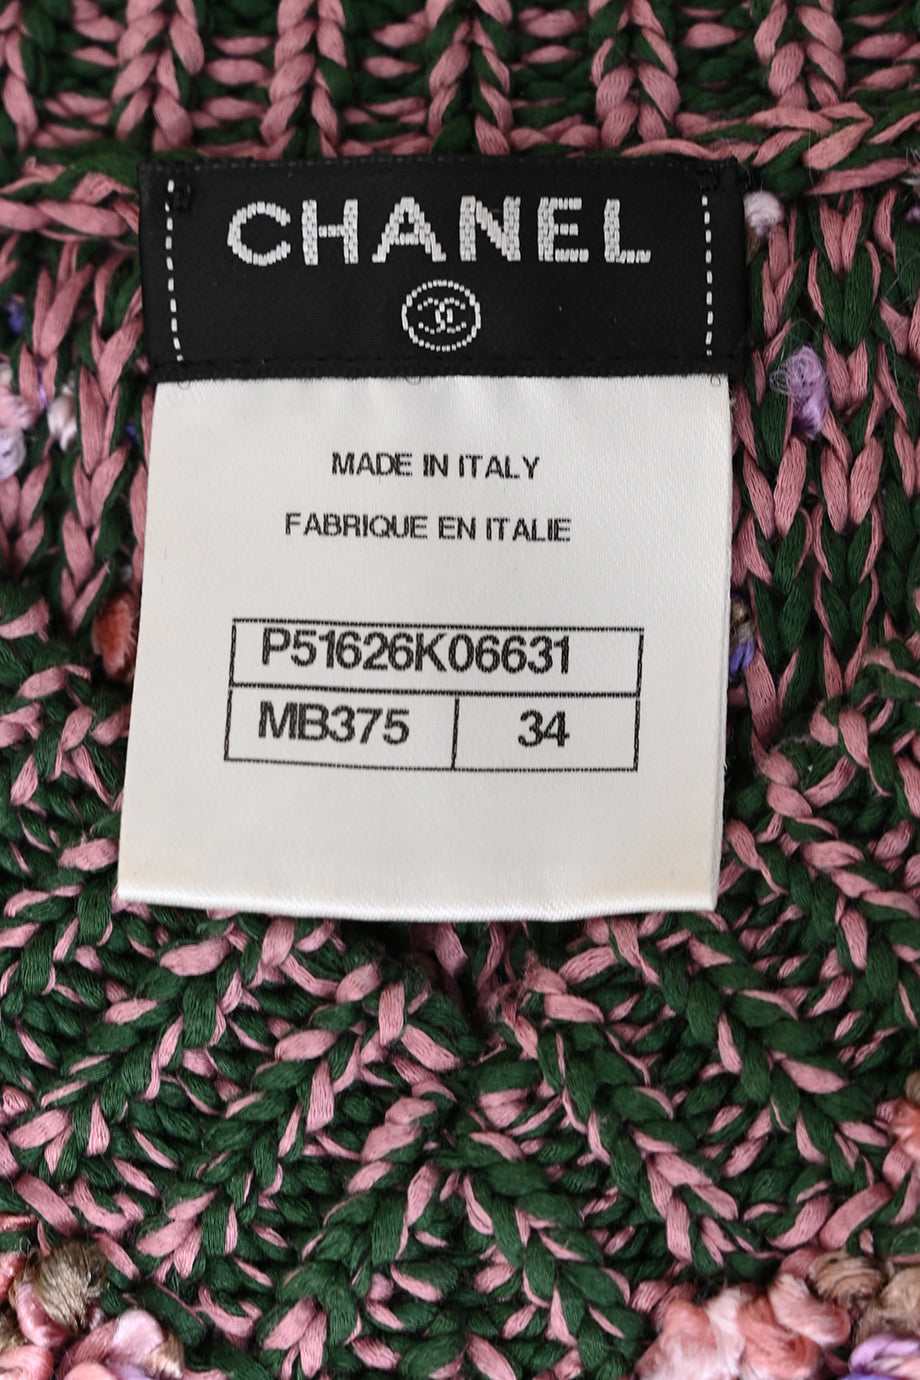 CHANEL
MADE IN ITALY
FABRIQUE EN ITALIE
P51626K06631
MB375 34